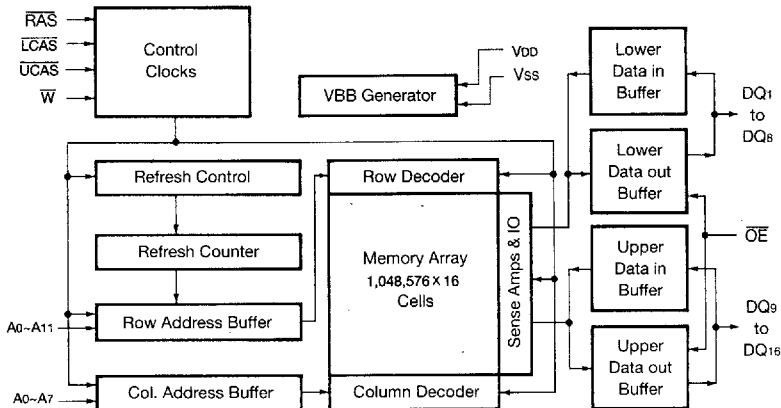 RAS
LCAS
UCAS
W
Control
Clocks
VBB Generator
VDD
VSS
Lower
Data in
Buffer
DQ1
to
DQ8
Lower
Data out
Buffer
OE
Refresh Control
Refresh Counter
Row Address Buffer
A0~A11
Col. Address Buffer
A0~A7
Row Decoder
Memory Array
1,048,576 × 16
Cells
Column Decoder
Sense Amps & IO
Upper
Data in
Buffer
DQ9
to
DQ16
Upper
Data out
Buffer